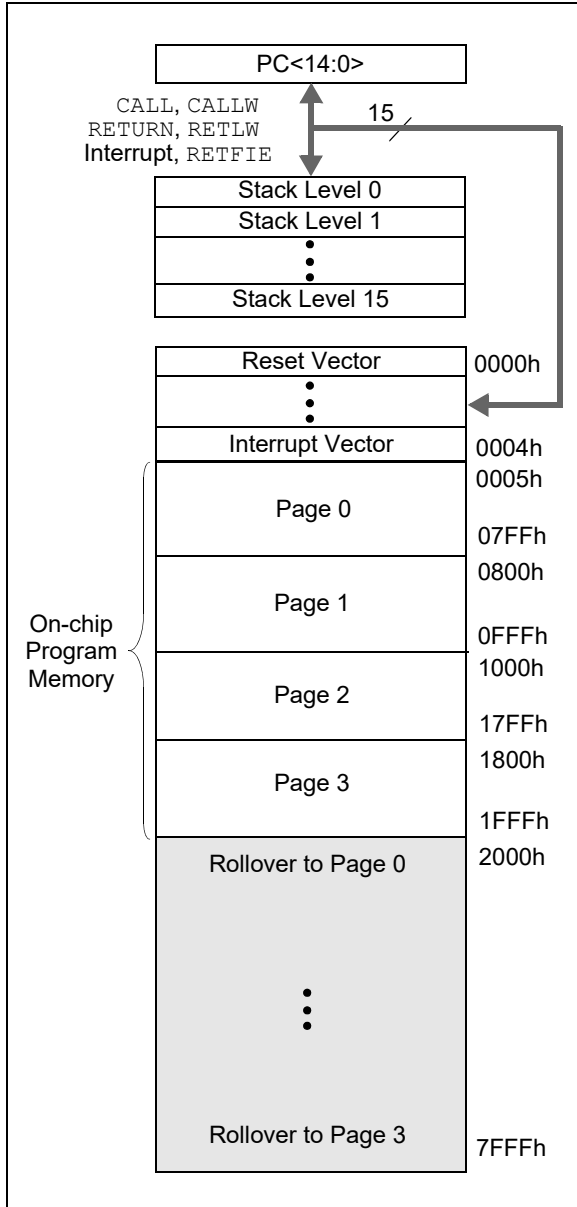 PC<14:0>
CALL, CALLW
RETURN, RETLW
Interrupt, RETFIE
15
Stack Level 0
Stack Level 1
Stack Level 15
Reset Vector
0000h
Interrupt Vector
0004h
0005h
Page 0
07FFh
0800h
Page 1
0FFFh
On-chip
Program
Memory
1000h
Page 2
17FFh
1800h
Page 3
1FFFh
Rollover to Page 0
2000h
Rollover to Page 3
7FFFh